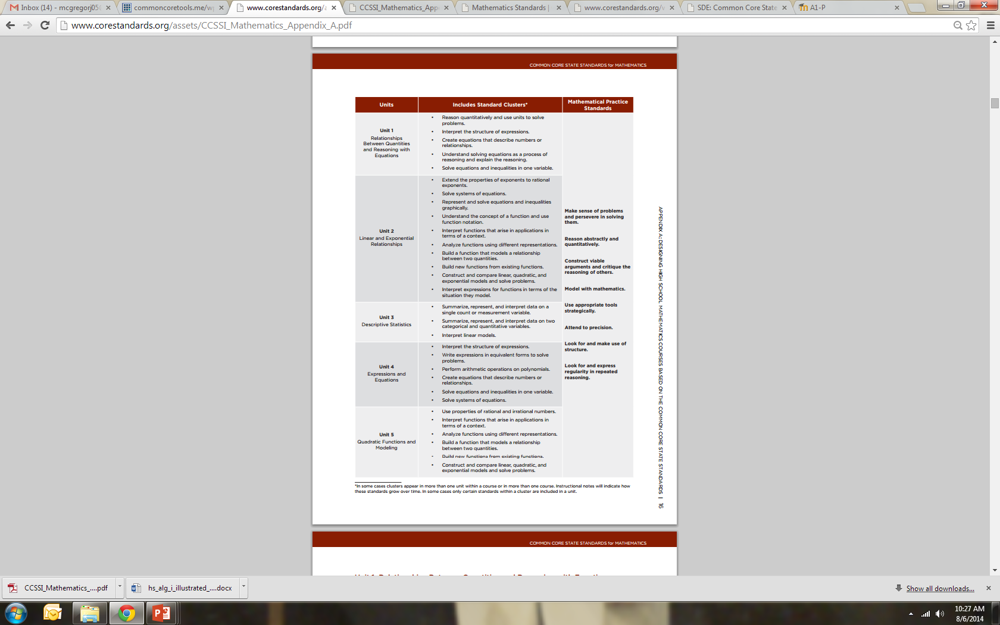 Inbox (14) - mcgregorj05
commoncoretools.me/w
www.corestandards.org/a
CCSSI_Mathematics_App
Mathematics Standards |
www.corestandards.org/
SDE: Common Core State
A1-P
www.corestandards.org/assets/CCSSI_Mathematics_Appendix_A.pdf
COMMON CORE STATE STANDARDS for MATHEMATICS
Units
Includes Standard Clusters*
Mathematical Practice
Standards
Unit 1
Relationships
Between Quantities
and Reasoning with
Equations
• Reason quantitatively and use units to solve
problems.
• Interpret the structure of expressions.
• Create equations that describe numbers or
relationships.
• Understand solving equations as a process of
reasoning and explain the reasoning.
• Solve equations and inequalities in one variable.
Unit 2
Linear and Exponential
Relationships
• Extend the properties of exponents to rational
exponents.
• Solve systems of equations.
• Represent and solve equations and inequalities
graphically.
• Understand the concept of a function and use
function notation.
• Interpret functions that arise in applications in
terms of a context.
• Analyze functions using different representations.
• Build a function that models a relationship
between two quantities.
• Build new functions from existing functions.
• Construct and compare linear, quadratic, and
exponential models and solve problems.
• Interpret expressions for functions in terms of the
situation they model.
Unit 3
Descriptive Statistics
• Summarize, represent, and interpret data on a
single count or measurement variable.
• Summarize, represent, and interpret data on two
categorical and quantitative variables.
• Interpret linear models.
Unit 4
Expressions and
Equations
• Interpret the structure of expressions.
• Write expressions in equivalent forms to solve
problems.
• Perform arithmetic operations on polynomials.
• Create equations that describe numbers or
relationships.
• Solve equations and inequalities in one variable.
• Solve systems of equations.
Unit 5
Quadratic Functions and
Modeling
• Use properties of rational and irrational numbers.
• Interpret functions that arise in applications in
terms of a context.
• Analyze functions using different representations.
• Build a function that models a relationship
between two quantities.
• Build new functions from existing functions.
• Construct and compare linear, quadratic, and
exponential models and solve problems.
Make sense of problems
and persevere in solving
them.
Reason abstractly and
quantitatively.
Construct viable
arguments and critique the
reasoning of others.
Model with mathematics.
Use appropriate tools
strategically.
Attend to precision.
Look for and make use of
structure.
Look for and express
regularity in repeated
reasoning.
*In some cases clusters appear in more than one unit within a course or in more than one course. Instructional notes will indicate how
these standards grow over time. In some cases only certain standards within a cluster are included in a unit.
APPENDIX A: DESIGNING HIGH SCHOOL MATHEMATICS COURSES BASED ON THE COMMON CORE STATE STANDARDS | 16
COMMON CORE STATE STANDARDS for MATHEMATICS
CCSSI_Mathematics_....pdf
hs_alg_i_illustrated_....docx
Show all downloads...
10:27 AM
8/6/2014